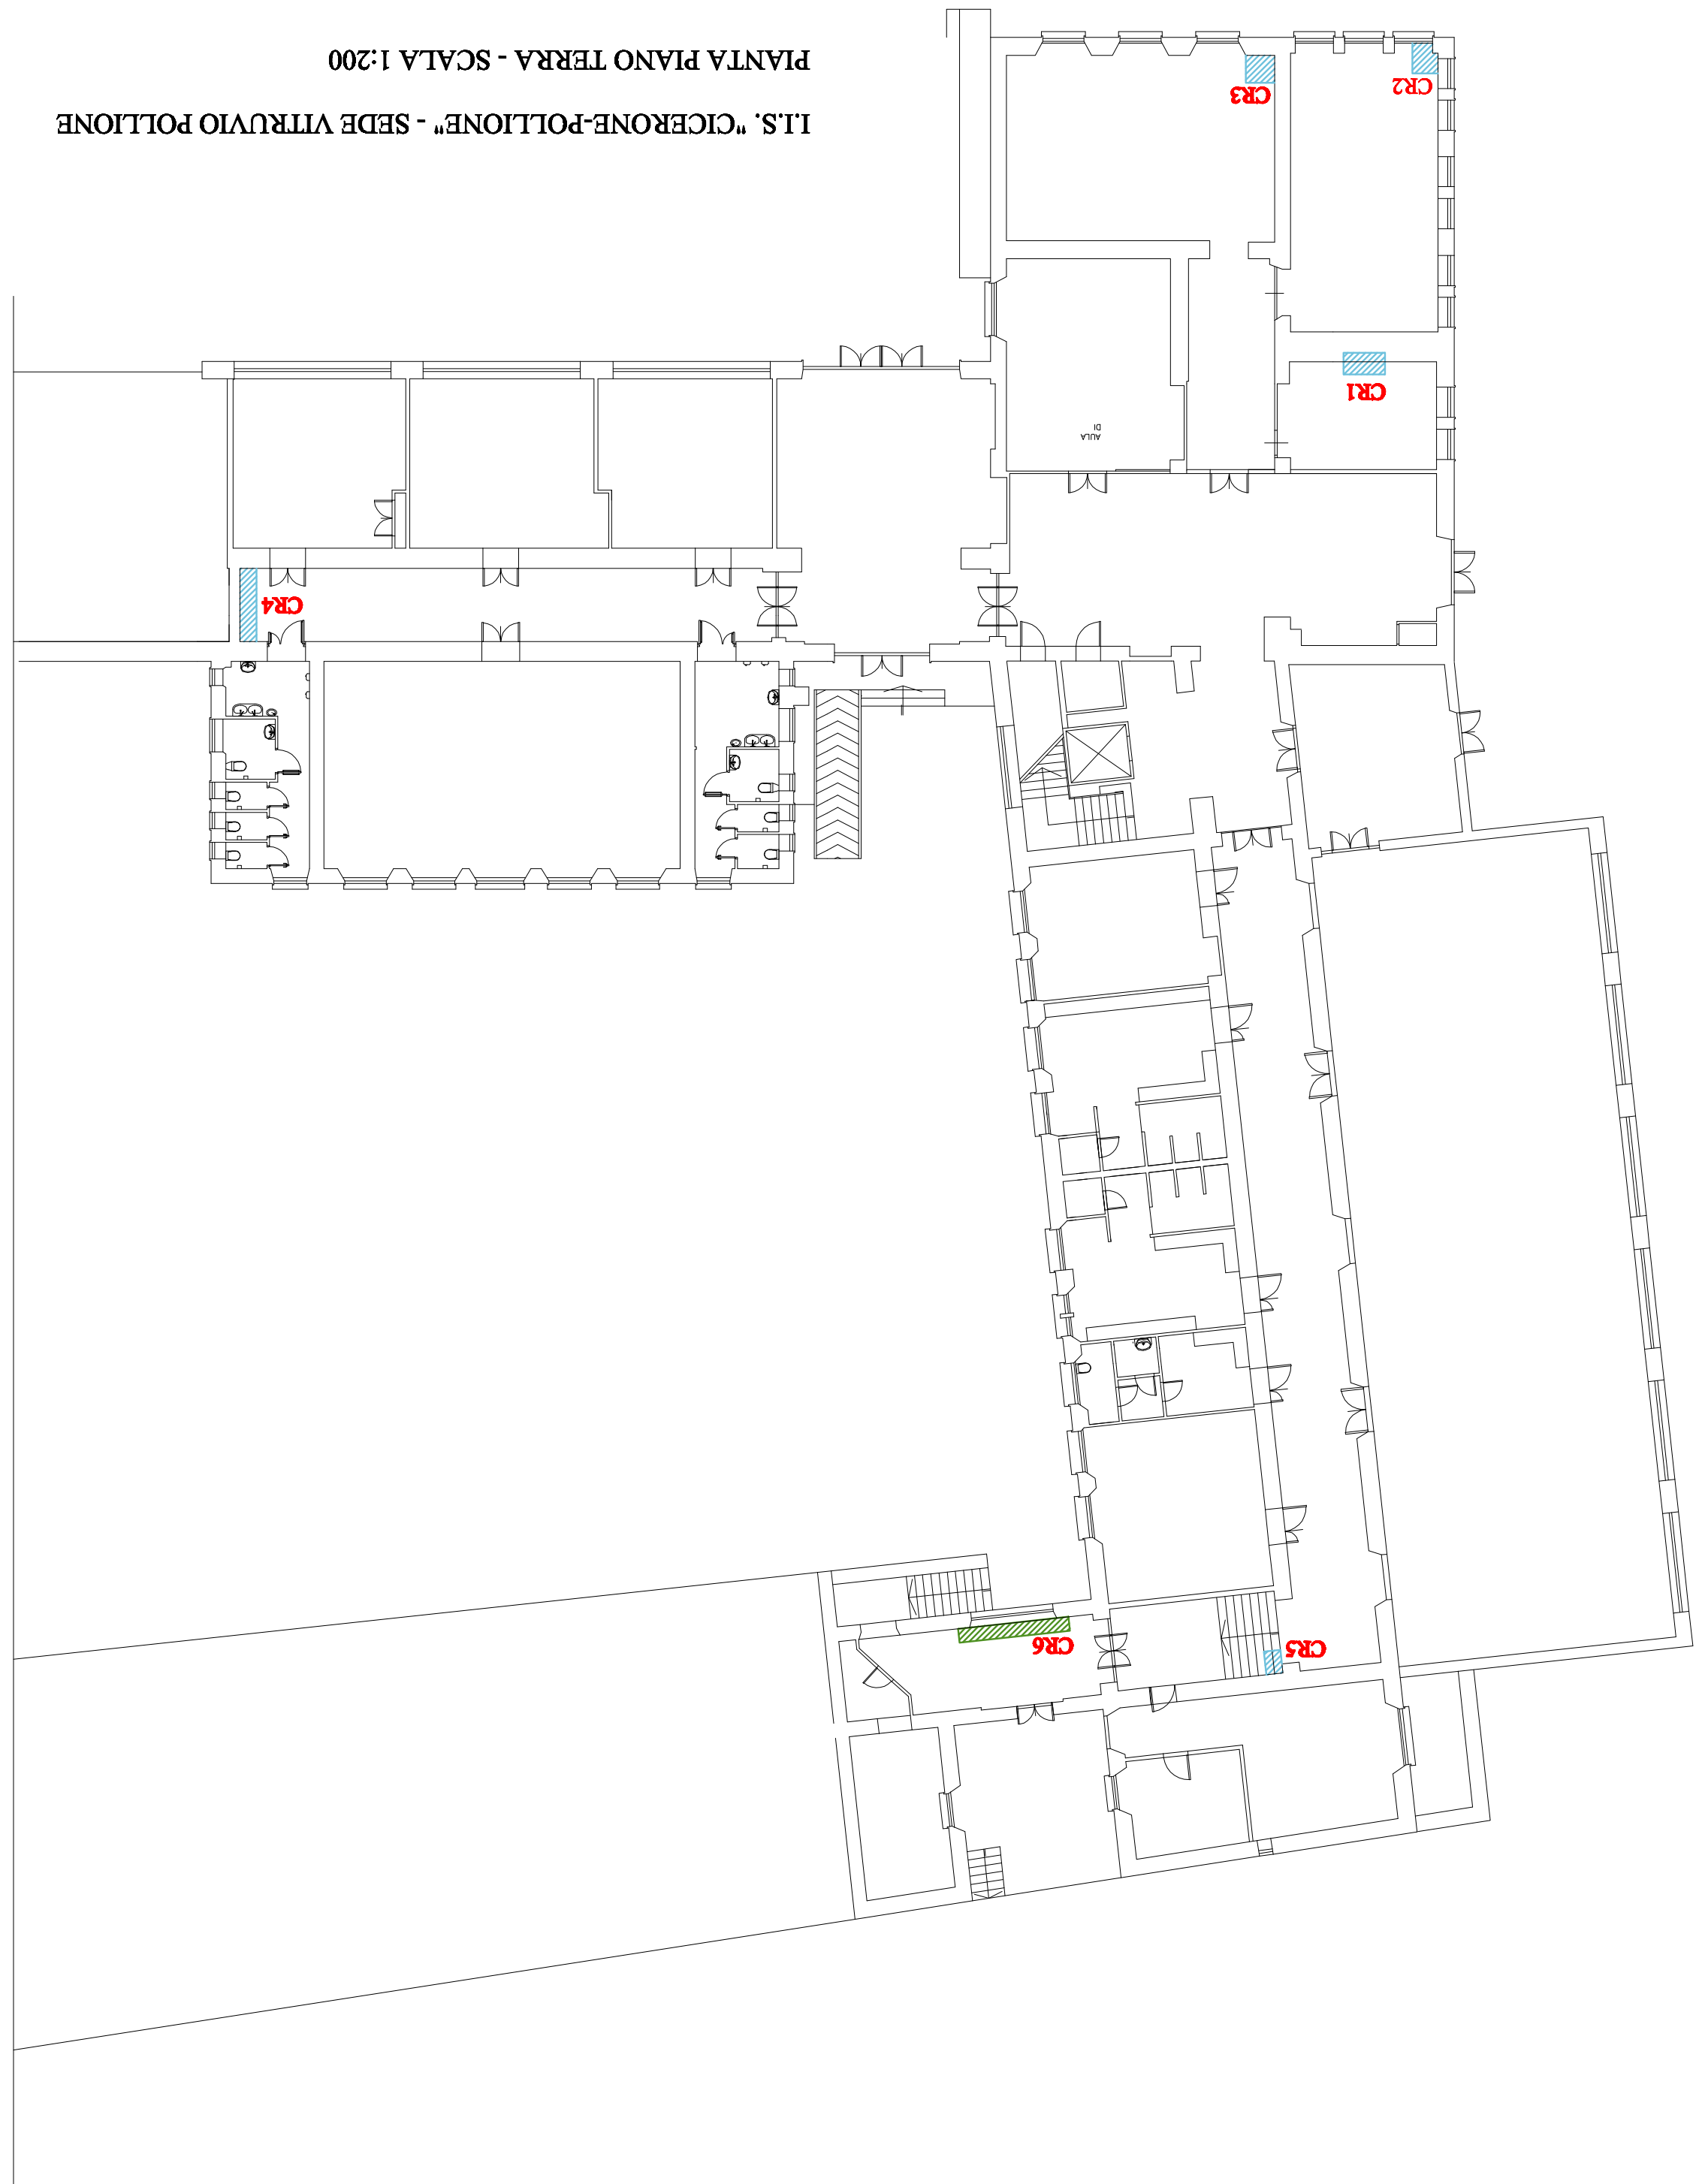 I.I.S. "CICERONE-POLLIONE" - SEDE VITRUVIO POLLIONE
PIANTA PIANO TERRA - SCALA 1:200
CR5
CR6
CR4
AULA
DI
CR1
CR3
CR2